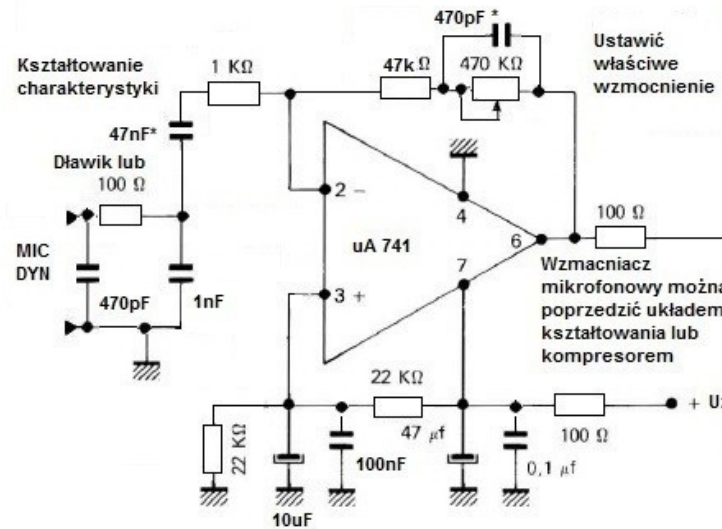 470pF *
Ustawić
właściwe
wzmocnienie
Kształtowanie
charakterystyki
1 KΩ
47k Ω
470 KΩ
47nF*
Dławik lub
100 Ω
2 -
4
MIC
DYN
uA 741
6
100 Ω
470pF
1nF
3 +
7
Wzmacniacz
mikrofonowy można
poprzedzić układem
kształtowania lub
kompresorem
22 KΩ
22 KΩ
47 µf
100 Ω
100nF
0,1 µf
10uF